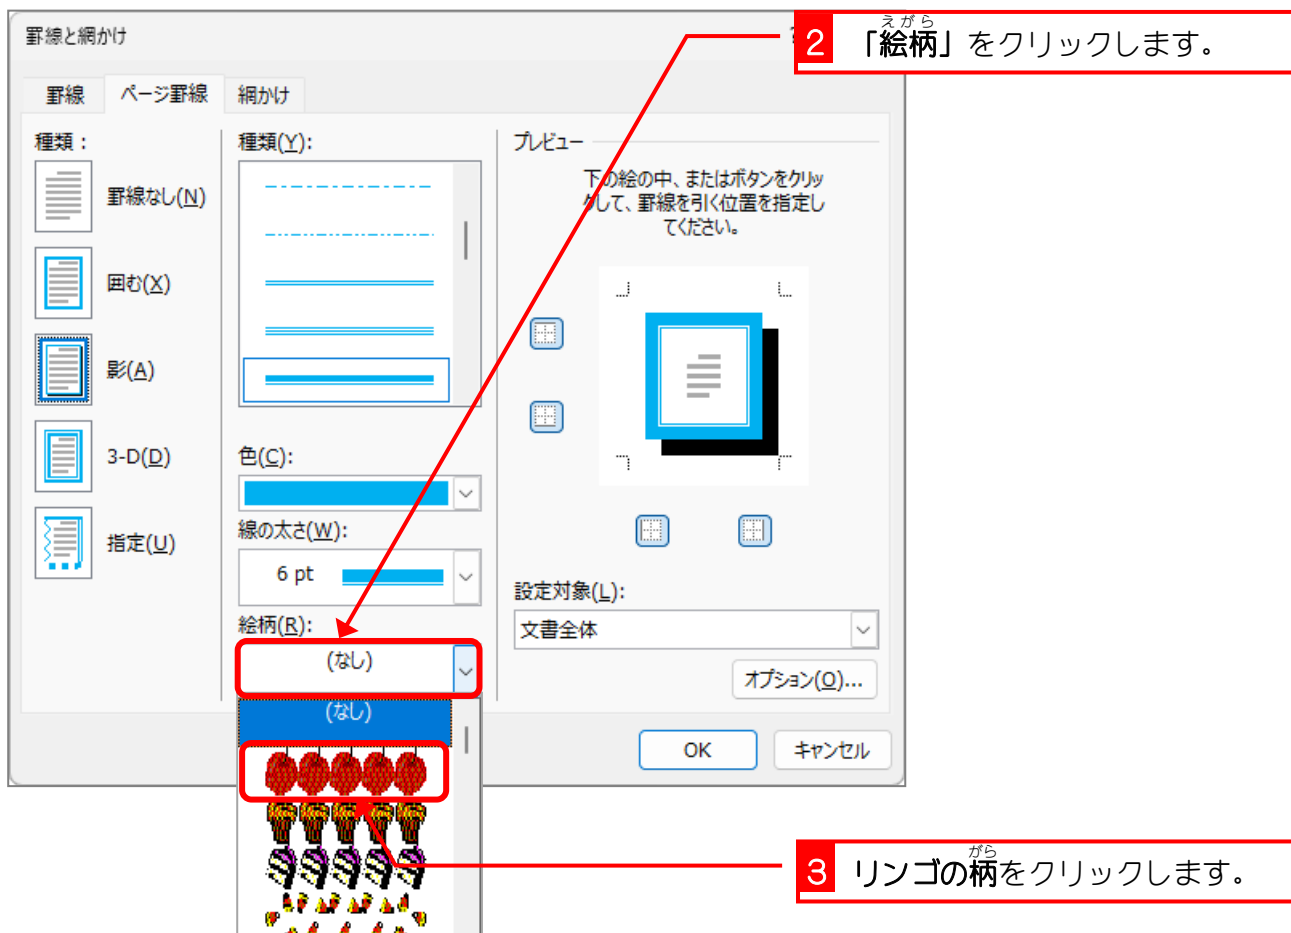 罫線と網かけ
2
えがら
「絵柄」をクリックします。
罫線
ページ罫線
網かけ
種類：
罫線なし(N)
囲む(X)
影(A)
3-D(D)
指定(U)
種類(Y):
色(C):
線の太さ(W):
6 pt
絵柄(R):
(なし)
(なし)
プレビュー
下の絵の中、またはボタンをクリッ
クして、罫線を引く位置を指定し
てください。
設定対象(L):
文書全体
オプション(O)...
OK
キャンセル
3
がら
リンゴの柄をクリックします。